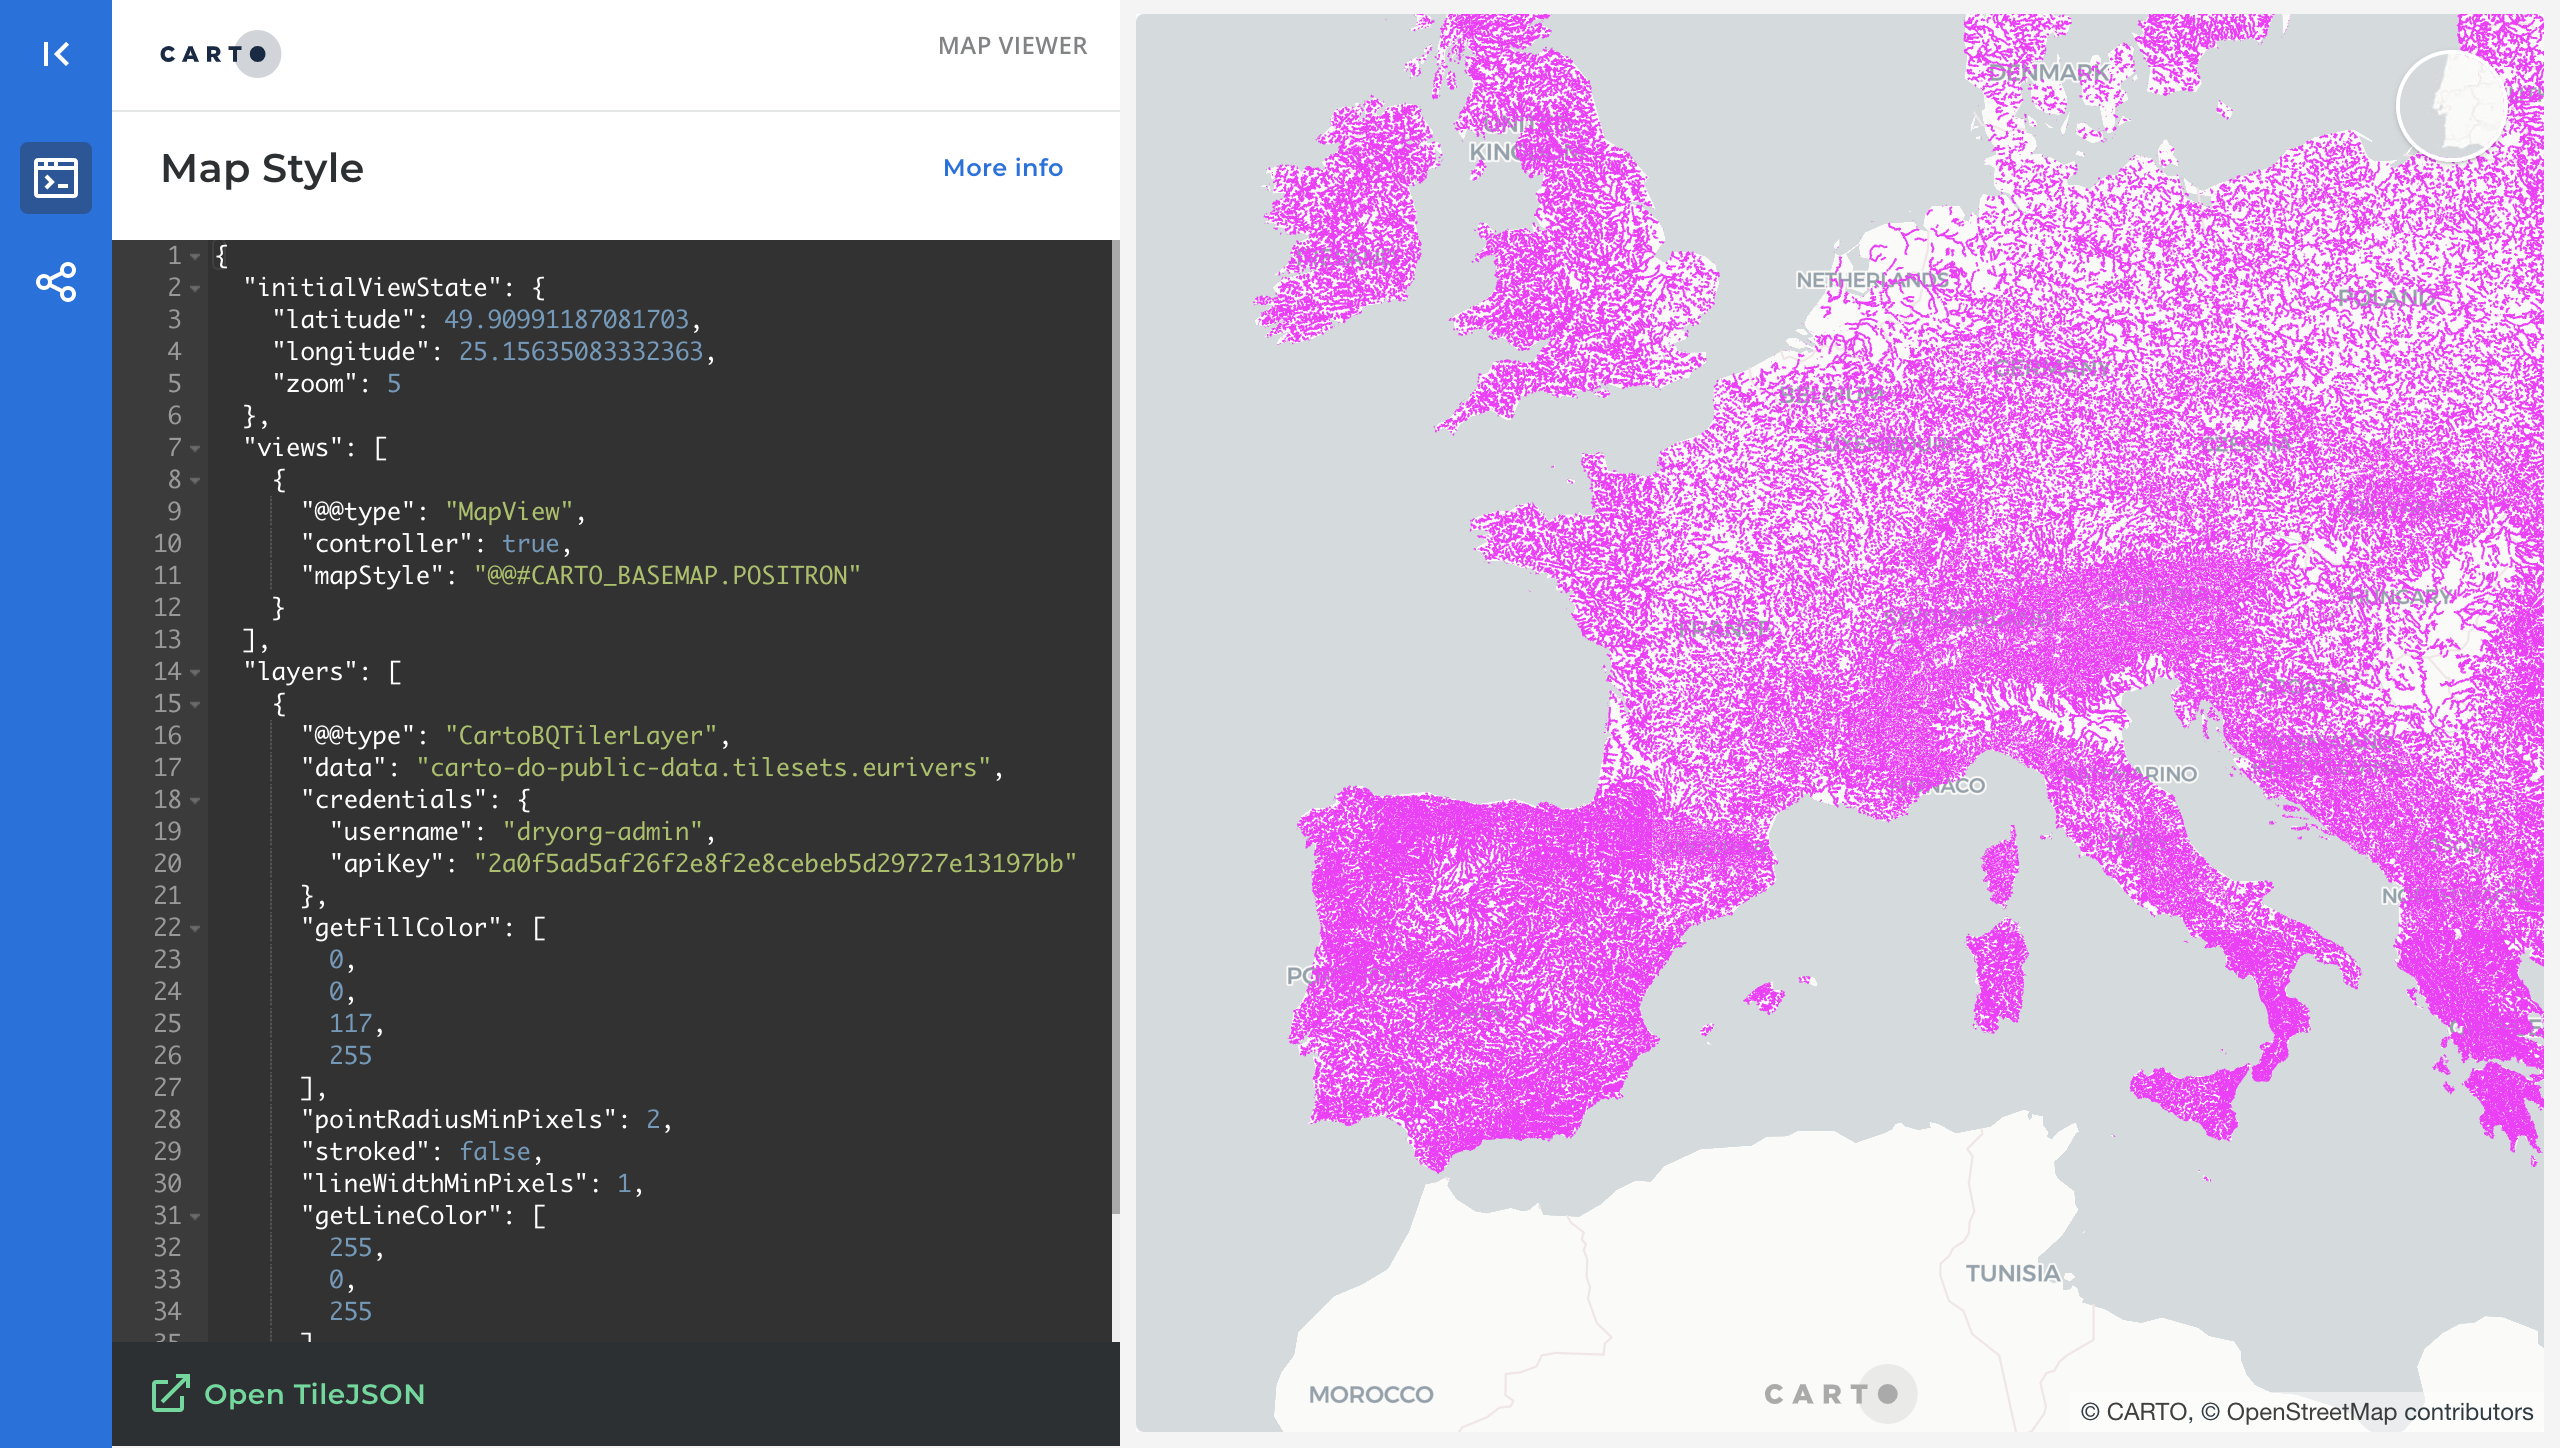 CARTO
MAP VIEWER
Map Style
More info
1 {
2 "initialViewState": {
3 "latitude": 49.90991187081703,
4 "longitude": 25.15635083332363,
5 "zoom": 5
6 },
7 "views": [
8 {
9 "@@type": "MapView",
10 "controller": true,
11 "mapStyle": "@@#CARTO_BASEMAP.POSITRON"
12 }
13 ],
14 "layers": [
15 {
16 "@@type": "CartoBQTilerLayer",
17 "data": "carto-do-public-data.tilesets.eurivers",
18 "credentials": {
19 "username": "dryorg-admin",
20 "apiKey": "2a0f5ad5af26f2e8f2e8cebeb5d29727e13197bb"
21 },
22 "getFillColor": [
23 0,
24 0,
25 117,
26 255
27 ],
28 "pointRadiusMinPixels": 2,
29 "stroked": false,
30 "lineWidthMinPixels": 1,
31 "getLineColor": [
32 255,
33 0,
34 255
35 ]
Open TileJSON
DENMARK
UNITED
KINGDOM
NETHERLANDS
POLAND
GERMANY
BELGIUM
LUXEMBOURG
HUNGARY
FRANCE
SAN MARINO
MONACO
TUNISIA
MOROCCO
CARTO
© CARTO, © OpenStreetMap contributors